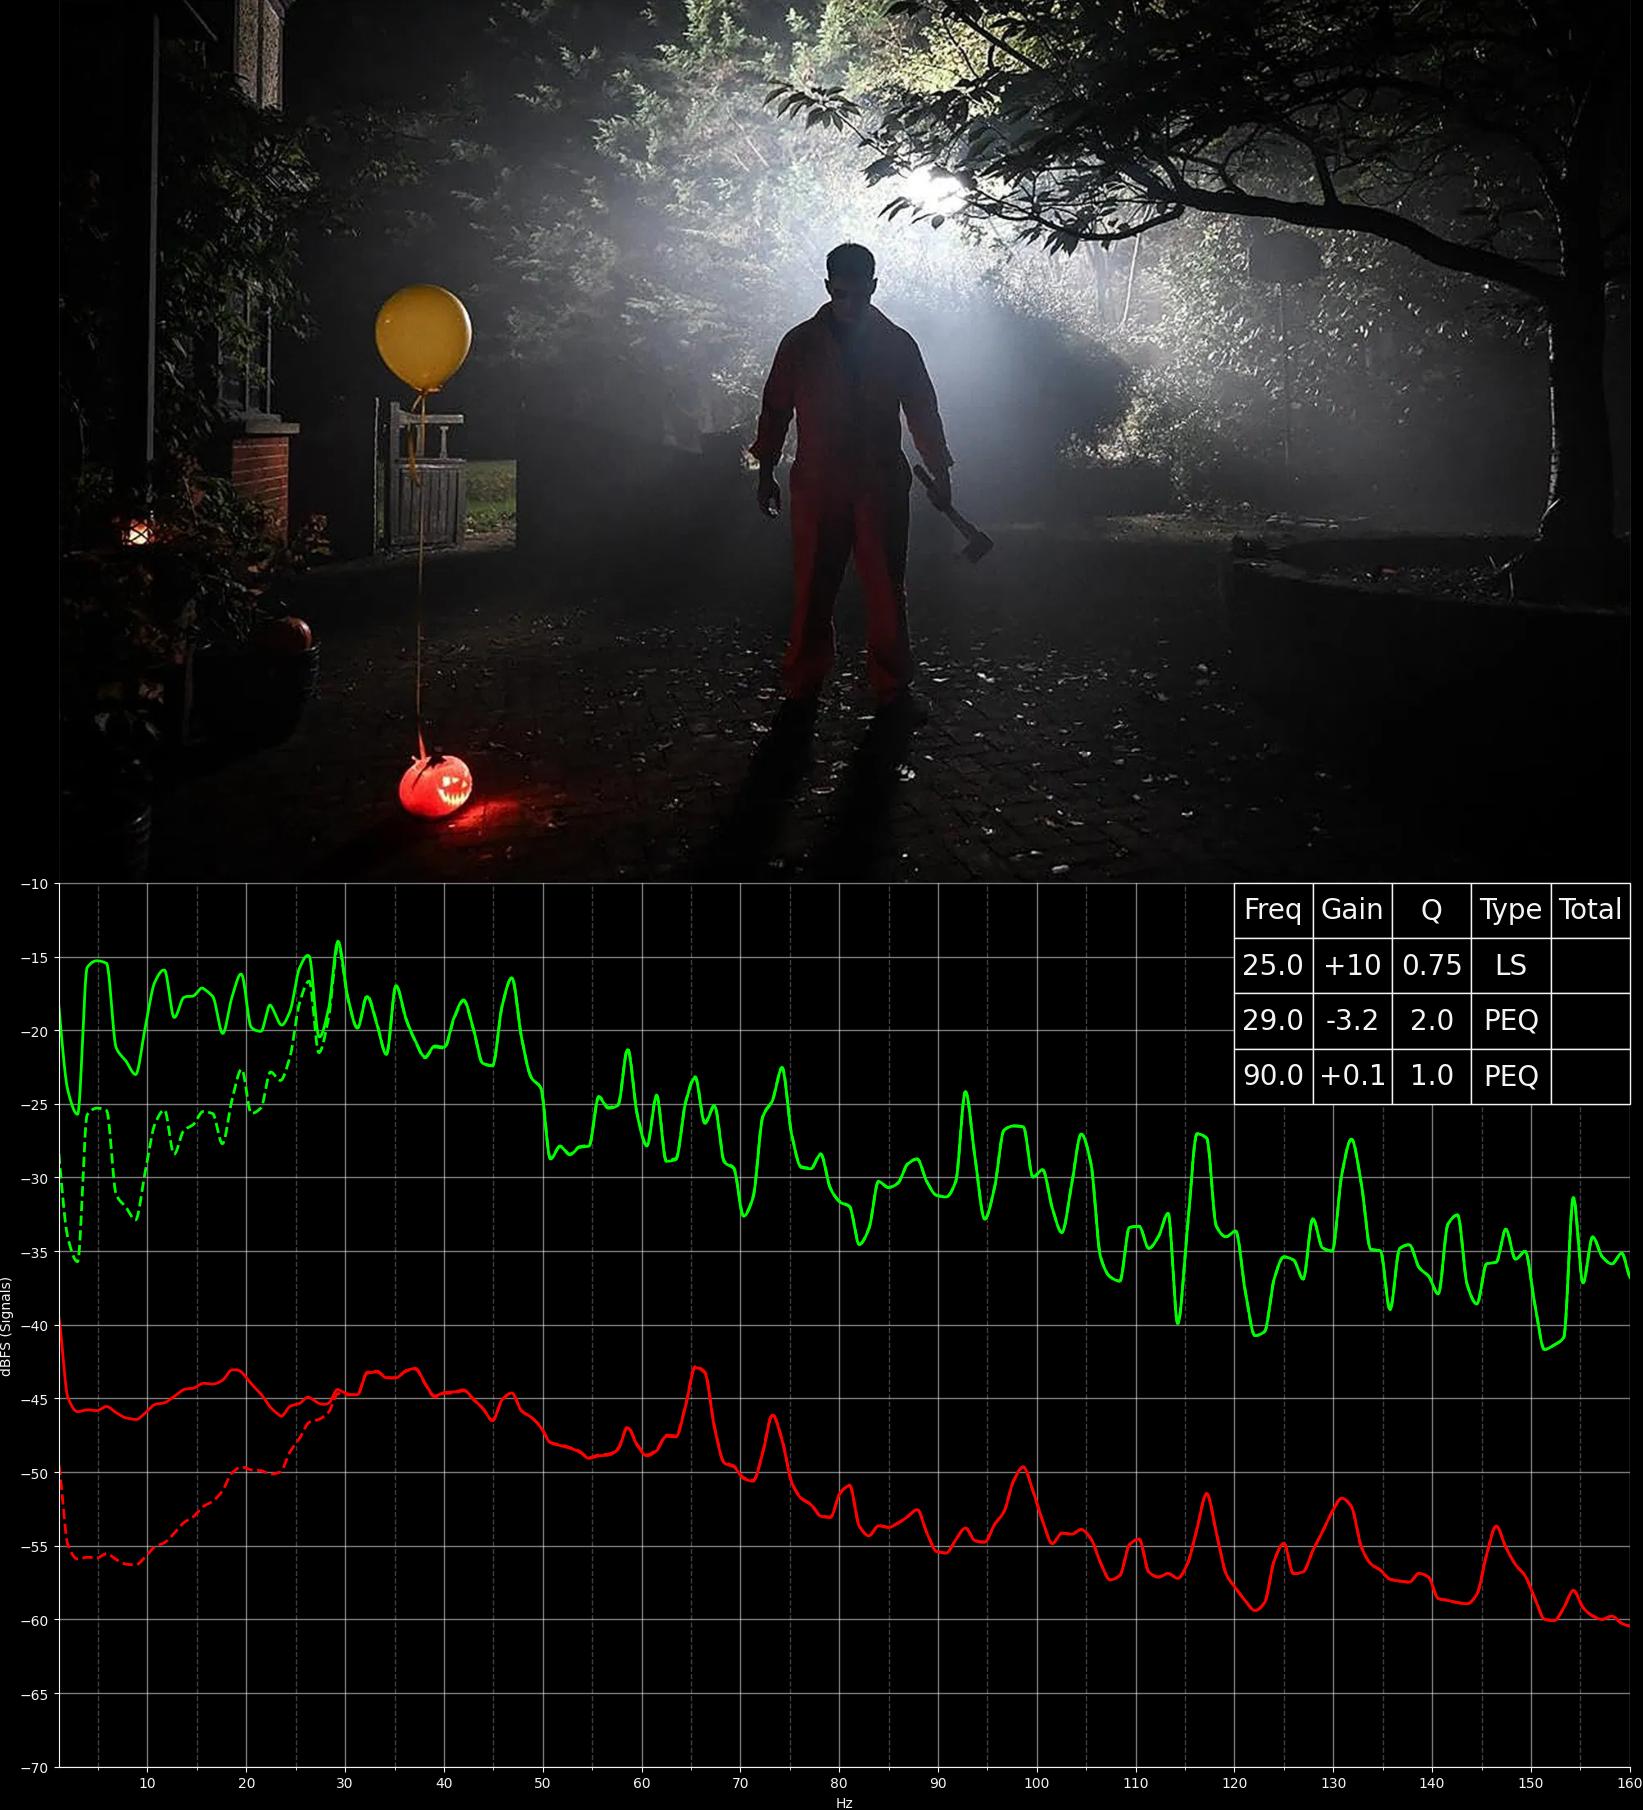 Freq Gain Q Type Total
25.0 +10 0.75 LS
29.0 -3.2 2.0 PEQ
90.0 +0.1 1.0 PEQ
−10
−15
−20
−25
−30
−35
−40
−45
−50
−55
−60
−65
−70
dBFS (Signals)
10 20 30 40 50 60 70 80 90 100 110 120 130 140 150 160
Hz